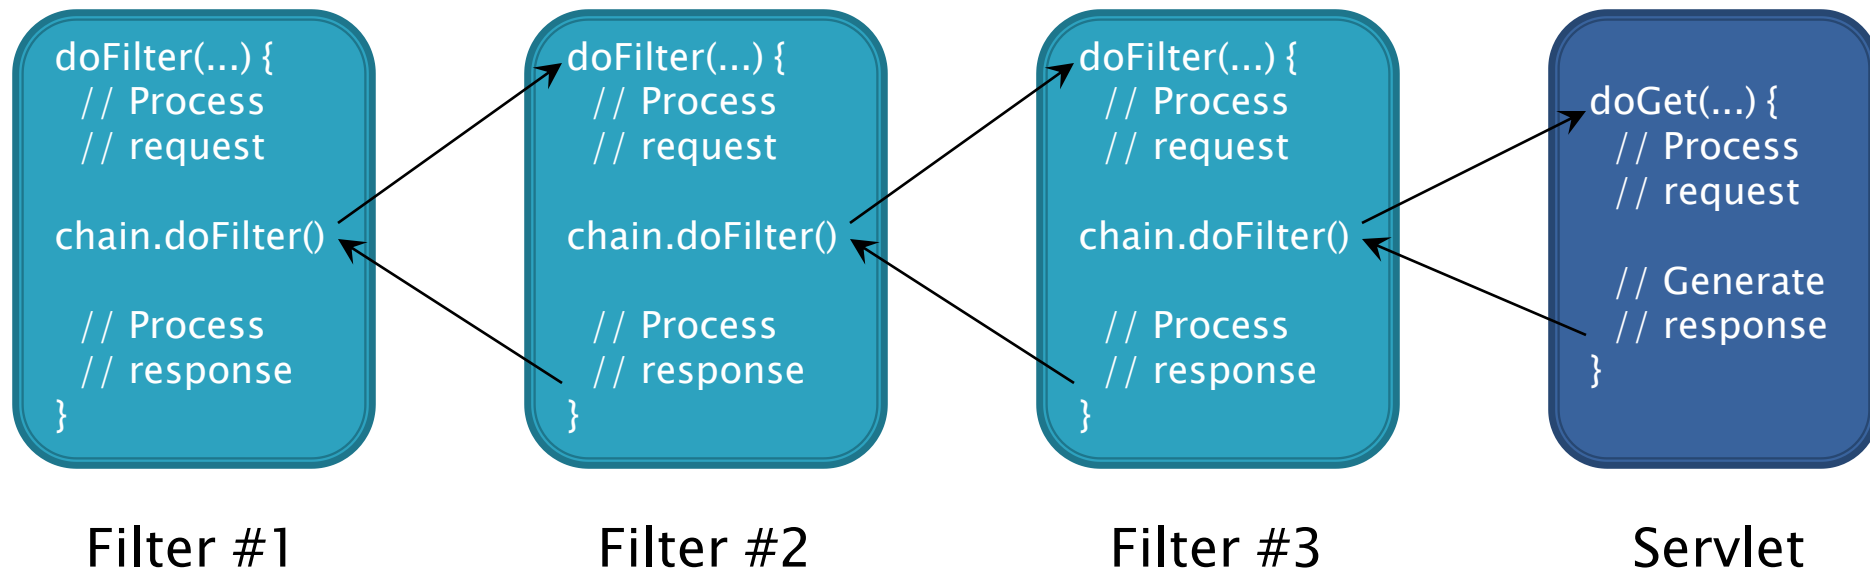 doFilter(...) {
// Process
// request
chain.doFilter()
// Process
// response
}
Filter #1
doFilter(...) {
// Process
// request
chain.doFilter()
// Process
// response
}
Filter #2
doFilter(...) {
// Process
// request
chain.doFilter()
// Process
// response
}
Filter #3
doGet(...) {
// Process
// request
// Generate
// response
}
Servlet